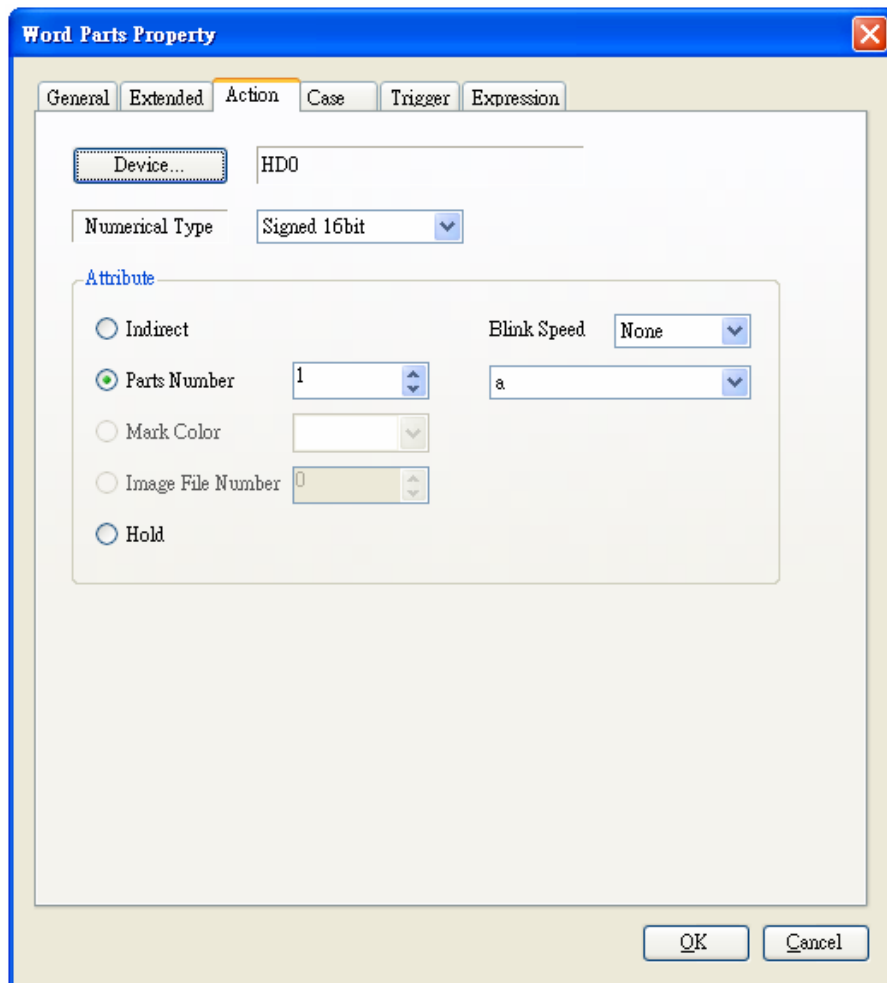 Word Parts Property
General Extended Action Case Trigger Expression
Device... HD0
Numerical Type Signed 16bit
Attribute
Indirect Blink Speed None
Parts Number 1 a
Mark Color
Image File Number 0
Hold
OK Cancel